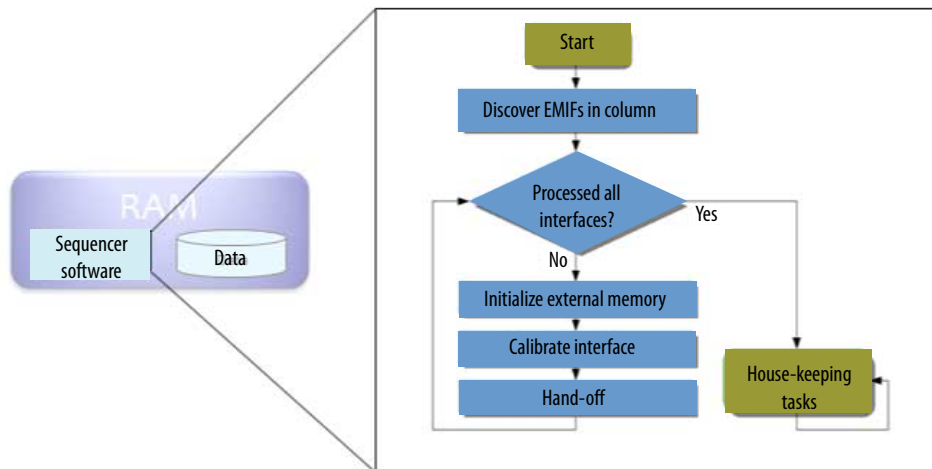 RAM
Sequencer
software
Data
Start
Discover EMIFs in column
Processed all
interfaces?
Yes
No
Initialize external memory
Calibrate interface
Hand-off
House-keeping
tasks